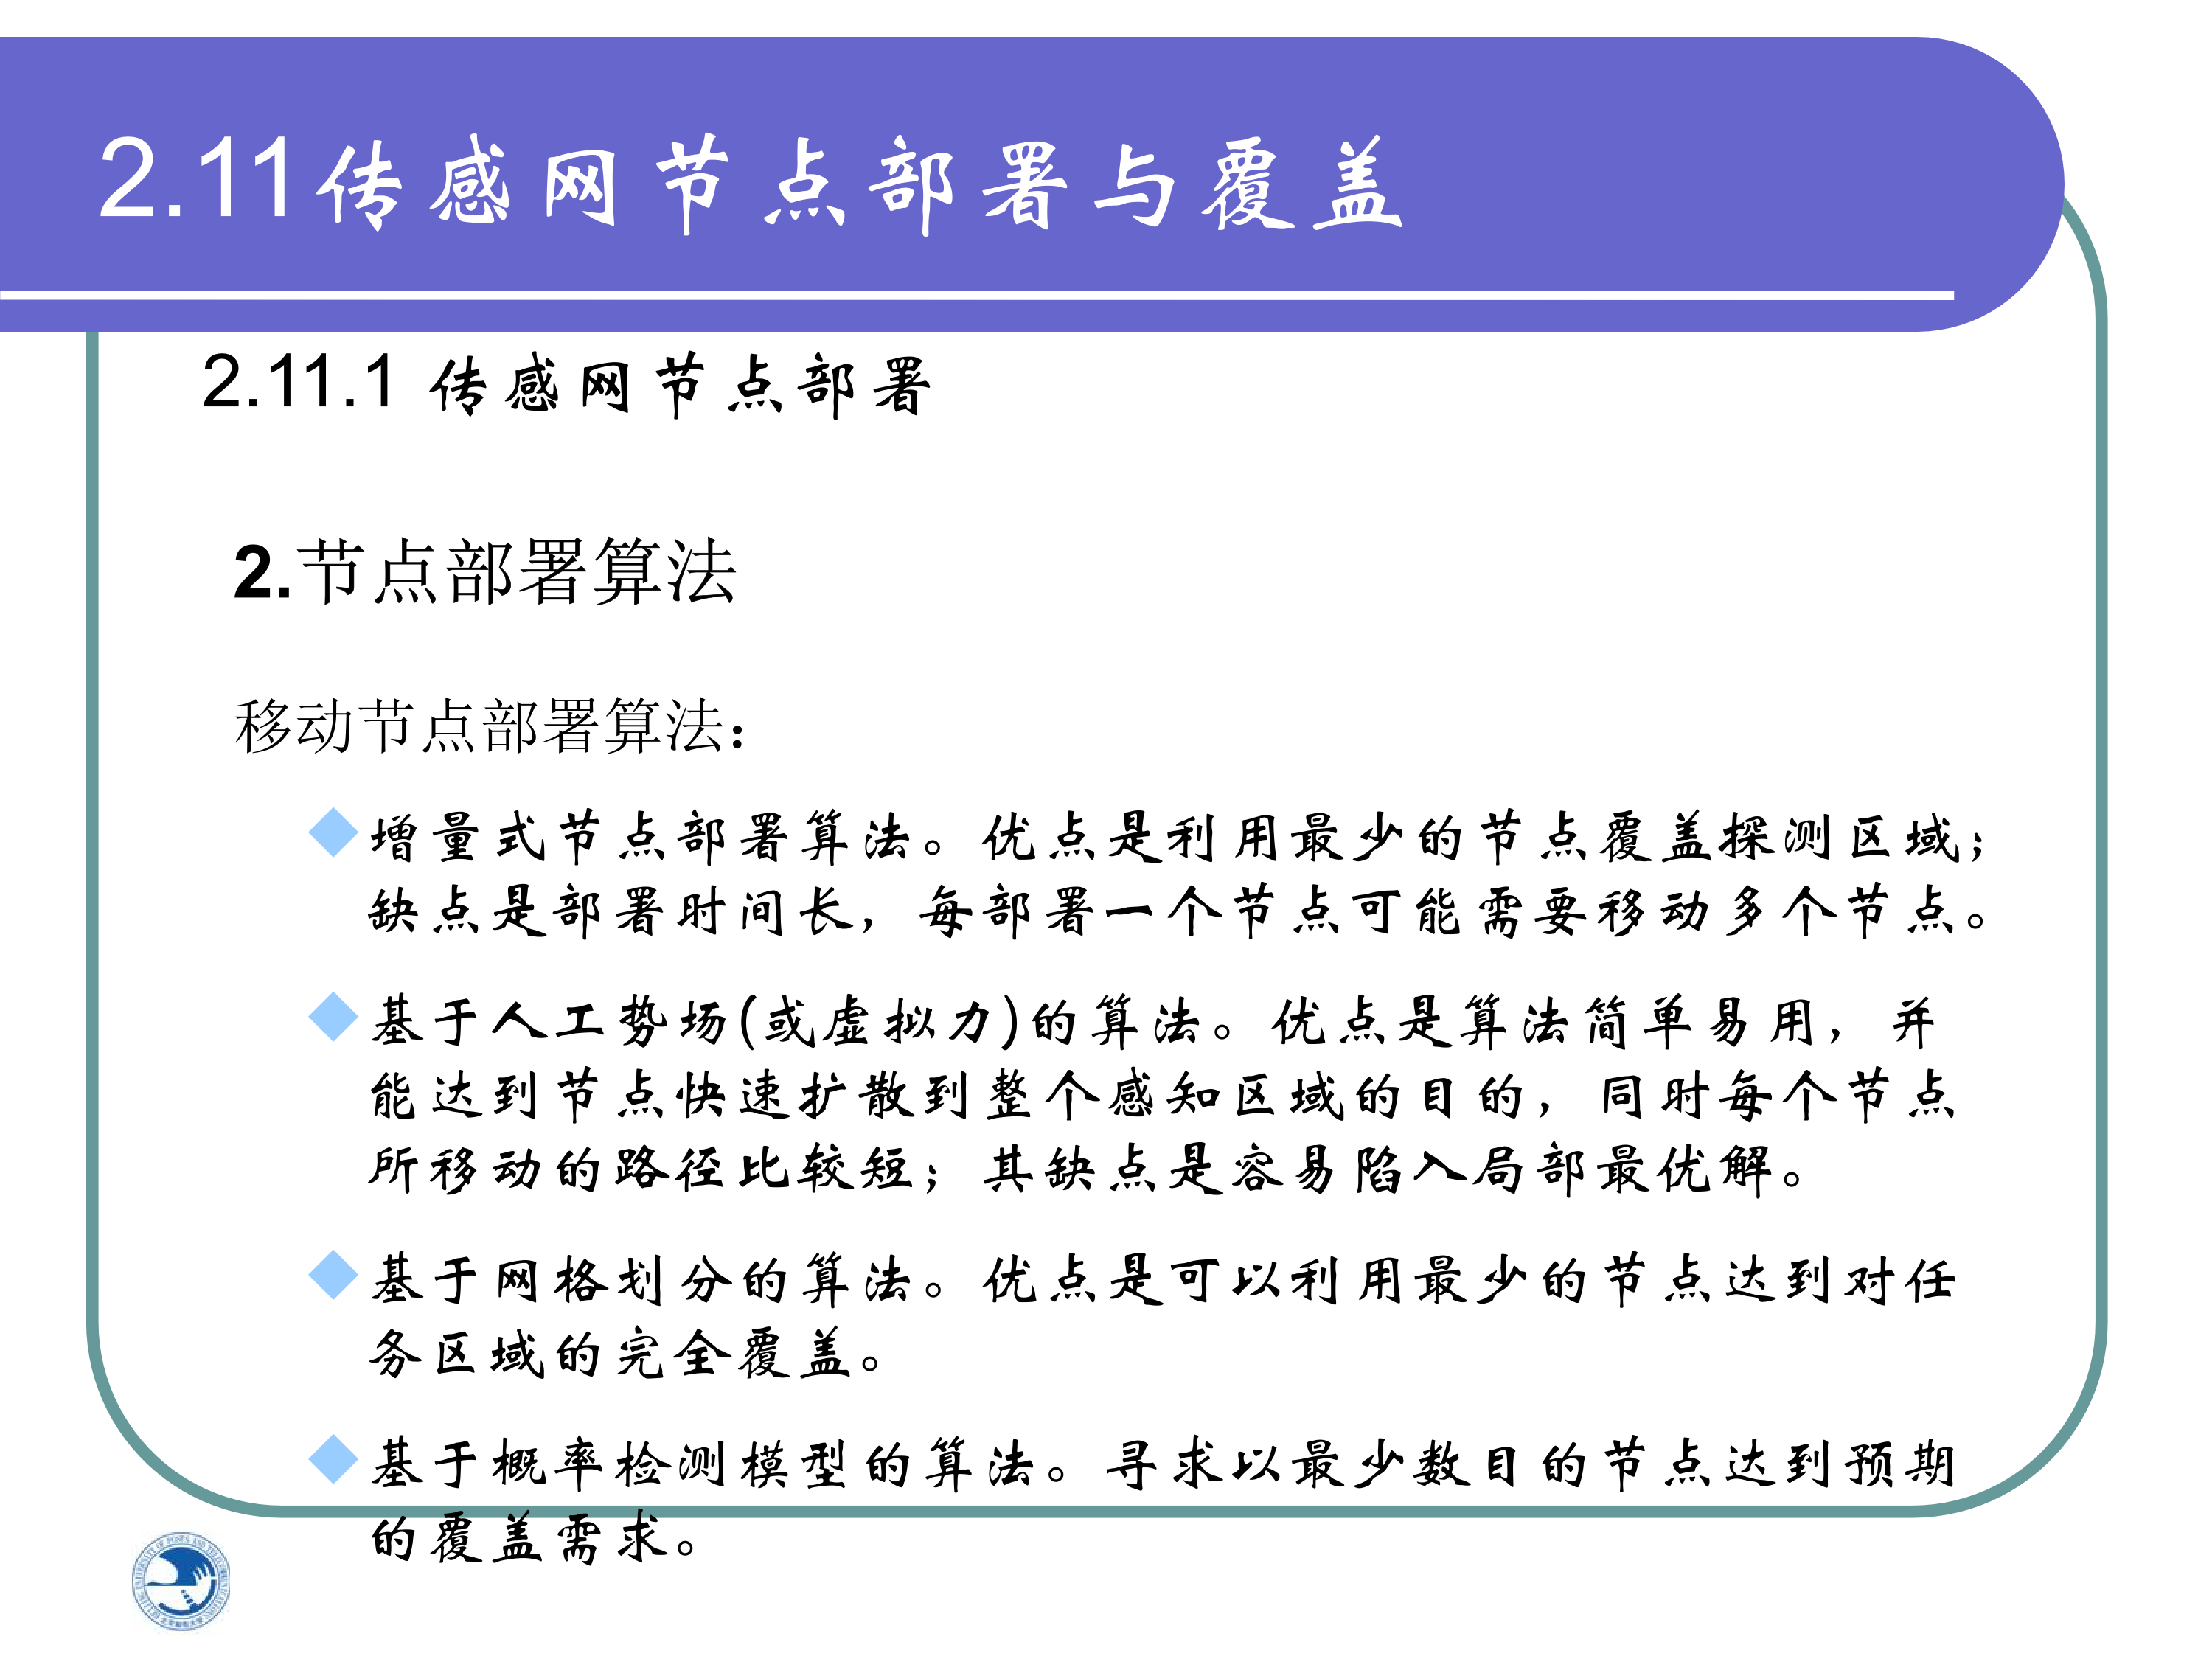 2.11传感网节点部署与覆盖
2.11.1 传感网节点部署
2.节点部署算法
移动节点部署算法：
增量式节点部署算法。优点是利用最少的节点覆盖探测区域；
缺点是部署时间长，每部署一个节点可能需要移动多个节点。
基于人工势场(或虚拟力)的算法。优点是算法简单易用，并
能达到节点快速扩散到整个感知区域的目的，同时每个节点
所移动的路径比较短；其缺点是容易陷入局部最优解。
基于网格划分的算法。优点是可以利用最少的节点达到对任
务区域的完全覆盖。
基于概率检测模型的算法。寻求以最少数目的节点达到预期
的覆盖需求。